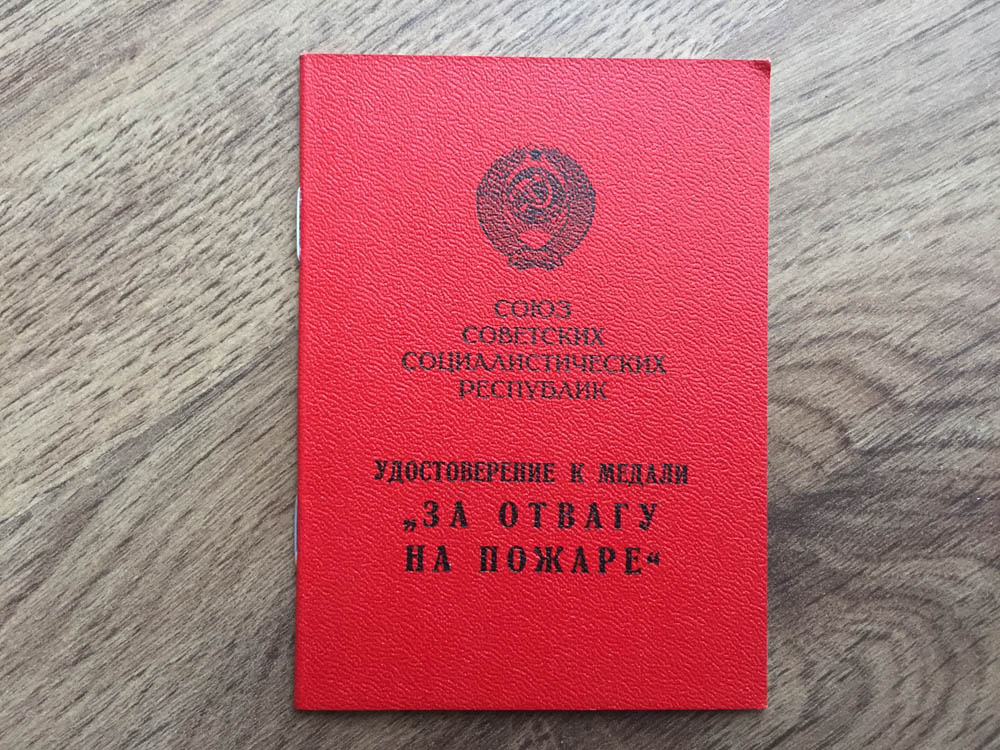 СОЮЗ
СОВЕТСКИХ
СОЦИАЛИСТИЧЕСКИХ
РЕСПУБЛИК
УДОСТОВЕРЕНИЕ К МЕДАЛИ
„ЗА ОТВАГУ
НА ПОЖАРЕ“